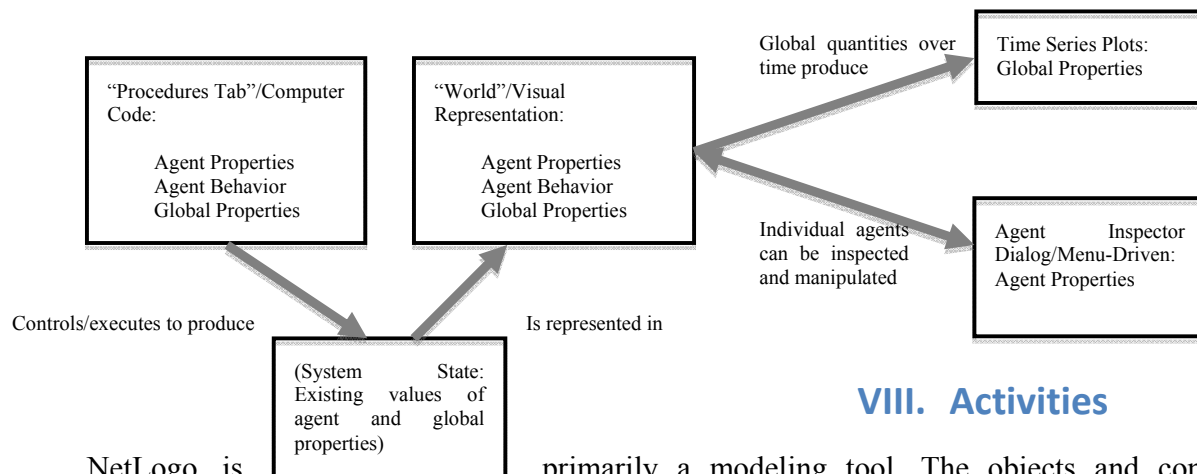 "Procedures Tab"/Computer
Code:
Agent Properties
Agent Behavior
Global Properties
"World"/Visual
Representation:
Agent Properties
Agent Behavior
Global Properties
Global quantities over
time produce
Time Series Plots:
Global Properties
Individual agents
can be inspected
and manipulated
Agent Inspector
Dialog/Menu-Driven:
Agent Properties
Controls/executes to produce
Is represented in
(System State:
Existing values of
agent and global
properties)
VIII. Activities
NetLogo is primarily a modeling tool. The objects and